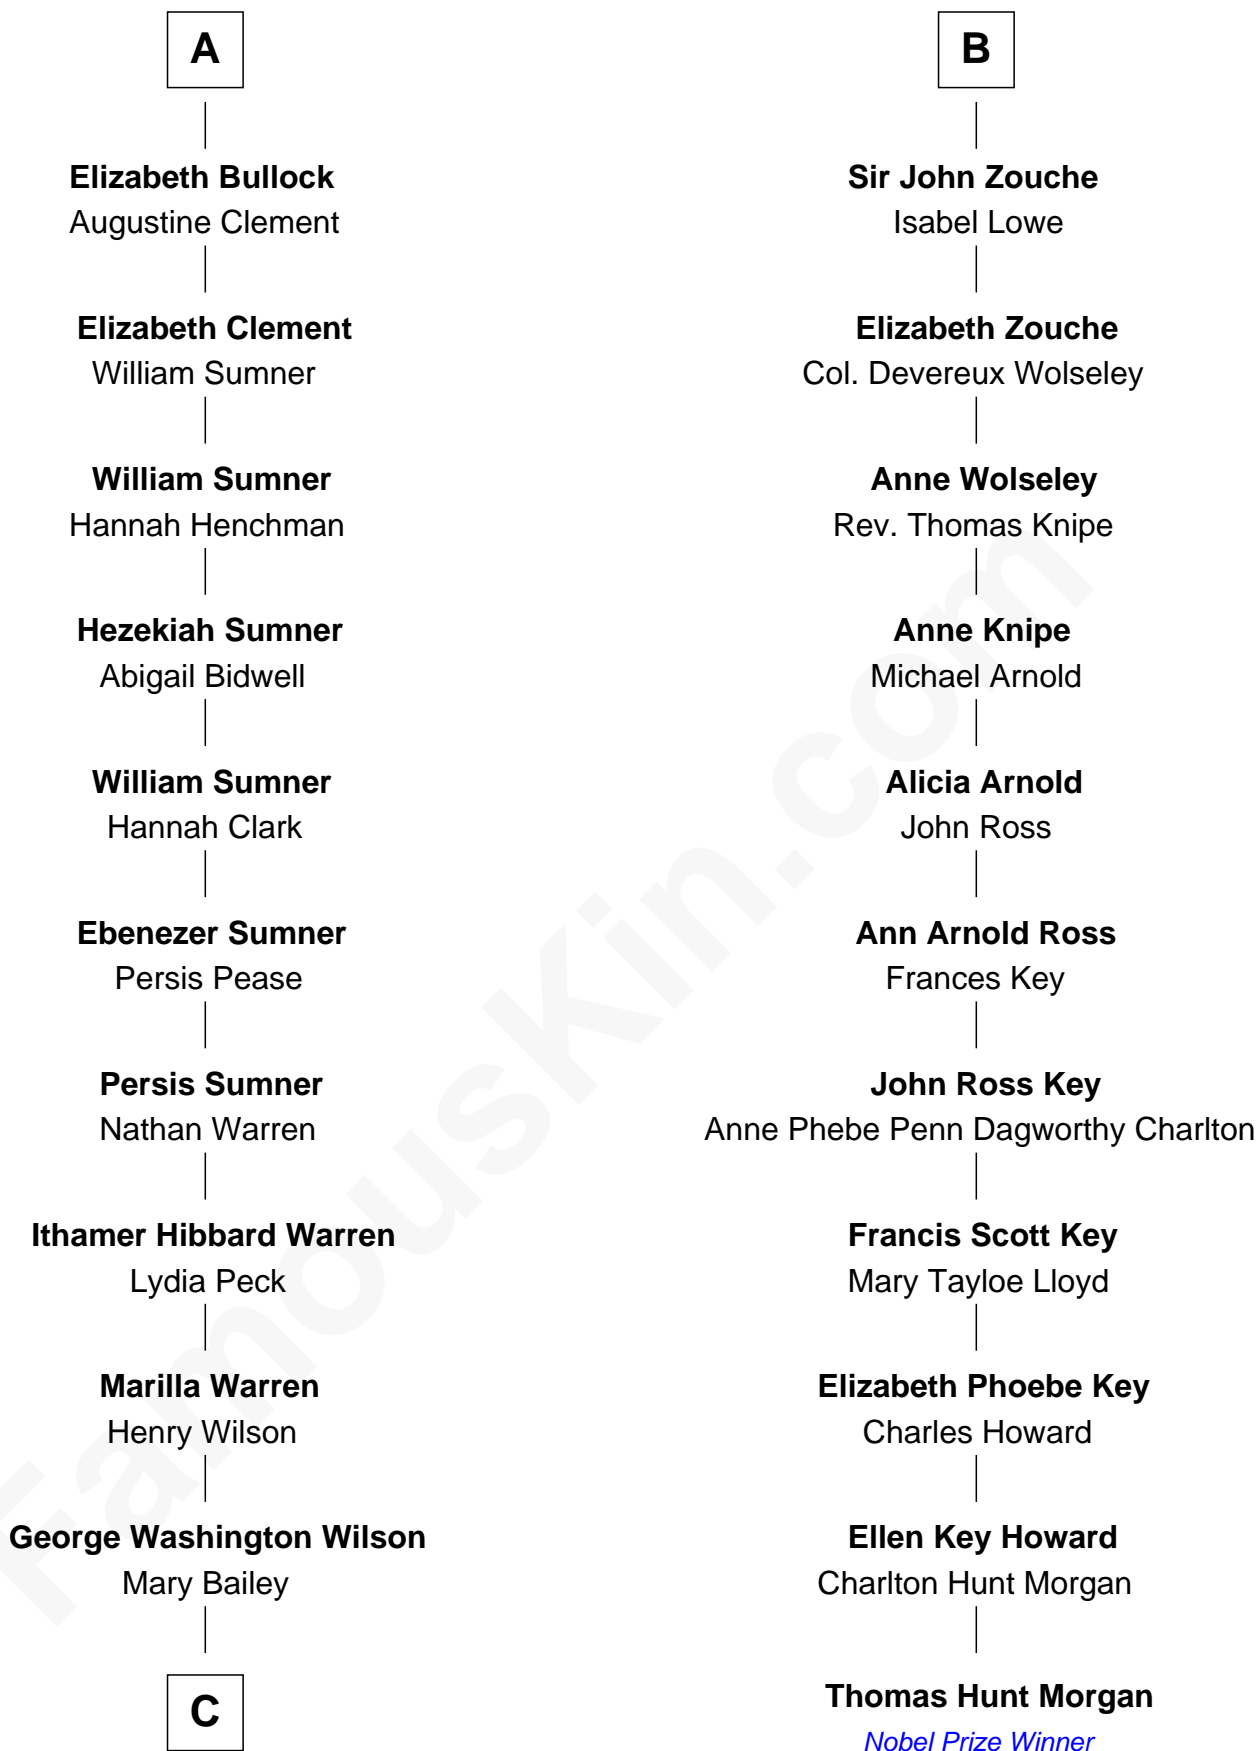 A
Elizabeth Bullock
Augustine Clement
Elizabeth Clement
William Sumner
William Sumner
Hannah Henchman
Hezekiah Sumner
Abigail Bidwell
William Sumner
Hannah Clark
Ebenezer Sumner
Persis Pease
Persis Sumner
Nathan Warren
Ithamer Hibbard Warren
Lydia Peck
Marilla Warren
Henry Wilson
George Washington Wilson
Mary Bailey
C
B
Sir John Zouche
Isabel Lowe
Elizabeth Zouche
Col. Devereux Wolseley
Anne Wolseley
Rev. Thomas Knipe
Anne Knipe
Michael Arnold
Alicia Arnold
John Ross
Ann Arnold Ross
Frances Key
John Ross Key
Anne Phebe Penn Dagworthy Charlton
Francis Scott Key
Mary Tayloe Lloyd
Elizabeth Phoebe Key
Charles Howard
Ellen Key Howard
Charlton Hunt Morgan
Thomas Hunt Morgan
Nobel Prize Winner
FamousKin.com